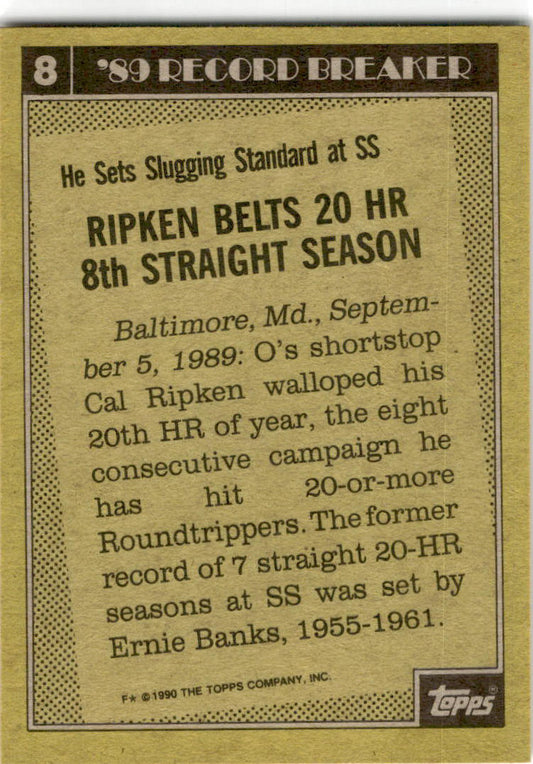 8 '89 RECORD BREAKER
He Sets Slugging Standard at SS
RIPKEN BELTS 20 HR
8th STRAIGHT SEASON
Baltimore, Md., Septem-
ber 5, 1989: O's shortstop
Cal Ripken walloped his
20th HR of year, the eight
consecutive campaign he
has hit 20-or-more
Roundtrippers. The former
record of 7 straight 20-HR
seasons at SS was set by
Ernie Banks, 1955-1961.
F★ ©1990 THE TOPPS COMPANY, INC.
topps®